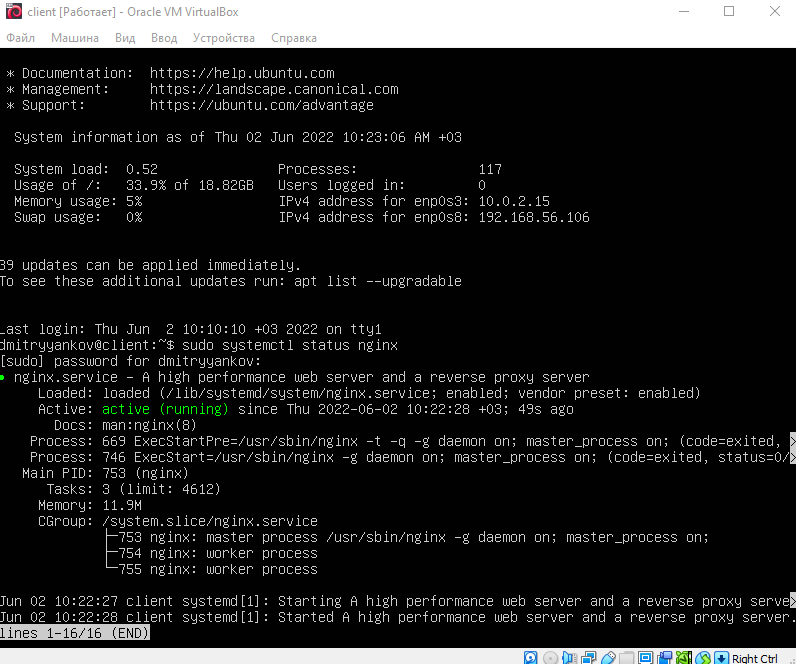 client [Работает] - Oracle VM VirtualBox
Файл Машина Вид Ввод Устройства Справка
* Documentation: https://help.ubuntu.com
* Management: https://landscape.canonical.com
* Support: https://ubuntu.com/advantage
System information as of Thu 02 Jun 2022 10:23:06 AM +03
System load: 0.52 Processes: 117
Usage of /: 33.9% of 18.82GB Users logged in: 0
Memory usage: 5% IPv4 address for enp0s3: 10.0.2.15
Swap usage: 0% IPv4 address for enp0s8: 192.168.56.106
39 updates can be applied immediately.
To see these additional updates run: apt list --upgradable
Last login: Thu Jun  2 10:10:10 +03 2022 on tty1
dmitryyankov@client:~$ sudo systemctl status nginx
[sudo] password for dmitryyankov:
● nginx.service - A high performance web server and a reverse proxy server
Loaded: loaded (/lib/systemd/system/nginx.service; enabled; vendor preset: enabled)
Active: active (running) since Thu 2022-06-02 10:22:28 +03; 49s ago
Docs: man:nginx(8)
Process: 669 ExecStartPre=/usr/sbin/nginx -t -q -g daemon on; master_process on; (code=exited, >
Process: 746 ExecStart=/usr/sbin/nginx -g daemon on; master_process on; (code=exited, status=0/>
Main PID: 753 (nginx)
Tasks: 3 (limit: 4612)
Memory: 11.9M
CGroup: /system.slice/nginx.service
├─753 nginx: master process /usr/sbin/nginx -g daemon on; master_process on;
├─754 nginx: worker process
└─755 nginx: worker process
Jun 02 10:22:27 client systemd[1]: Starting A high performance web server and a reverse proxy serve>
Jun 02 10:22:28 client systemd[1]: Started A high performance web server and a reverse proxy server.
lines 1-16/16 (END)
Right Ctrl